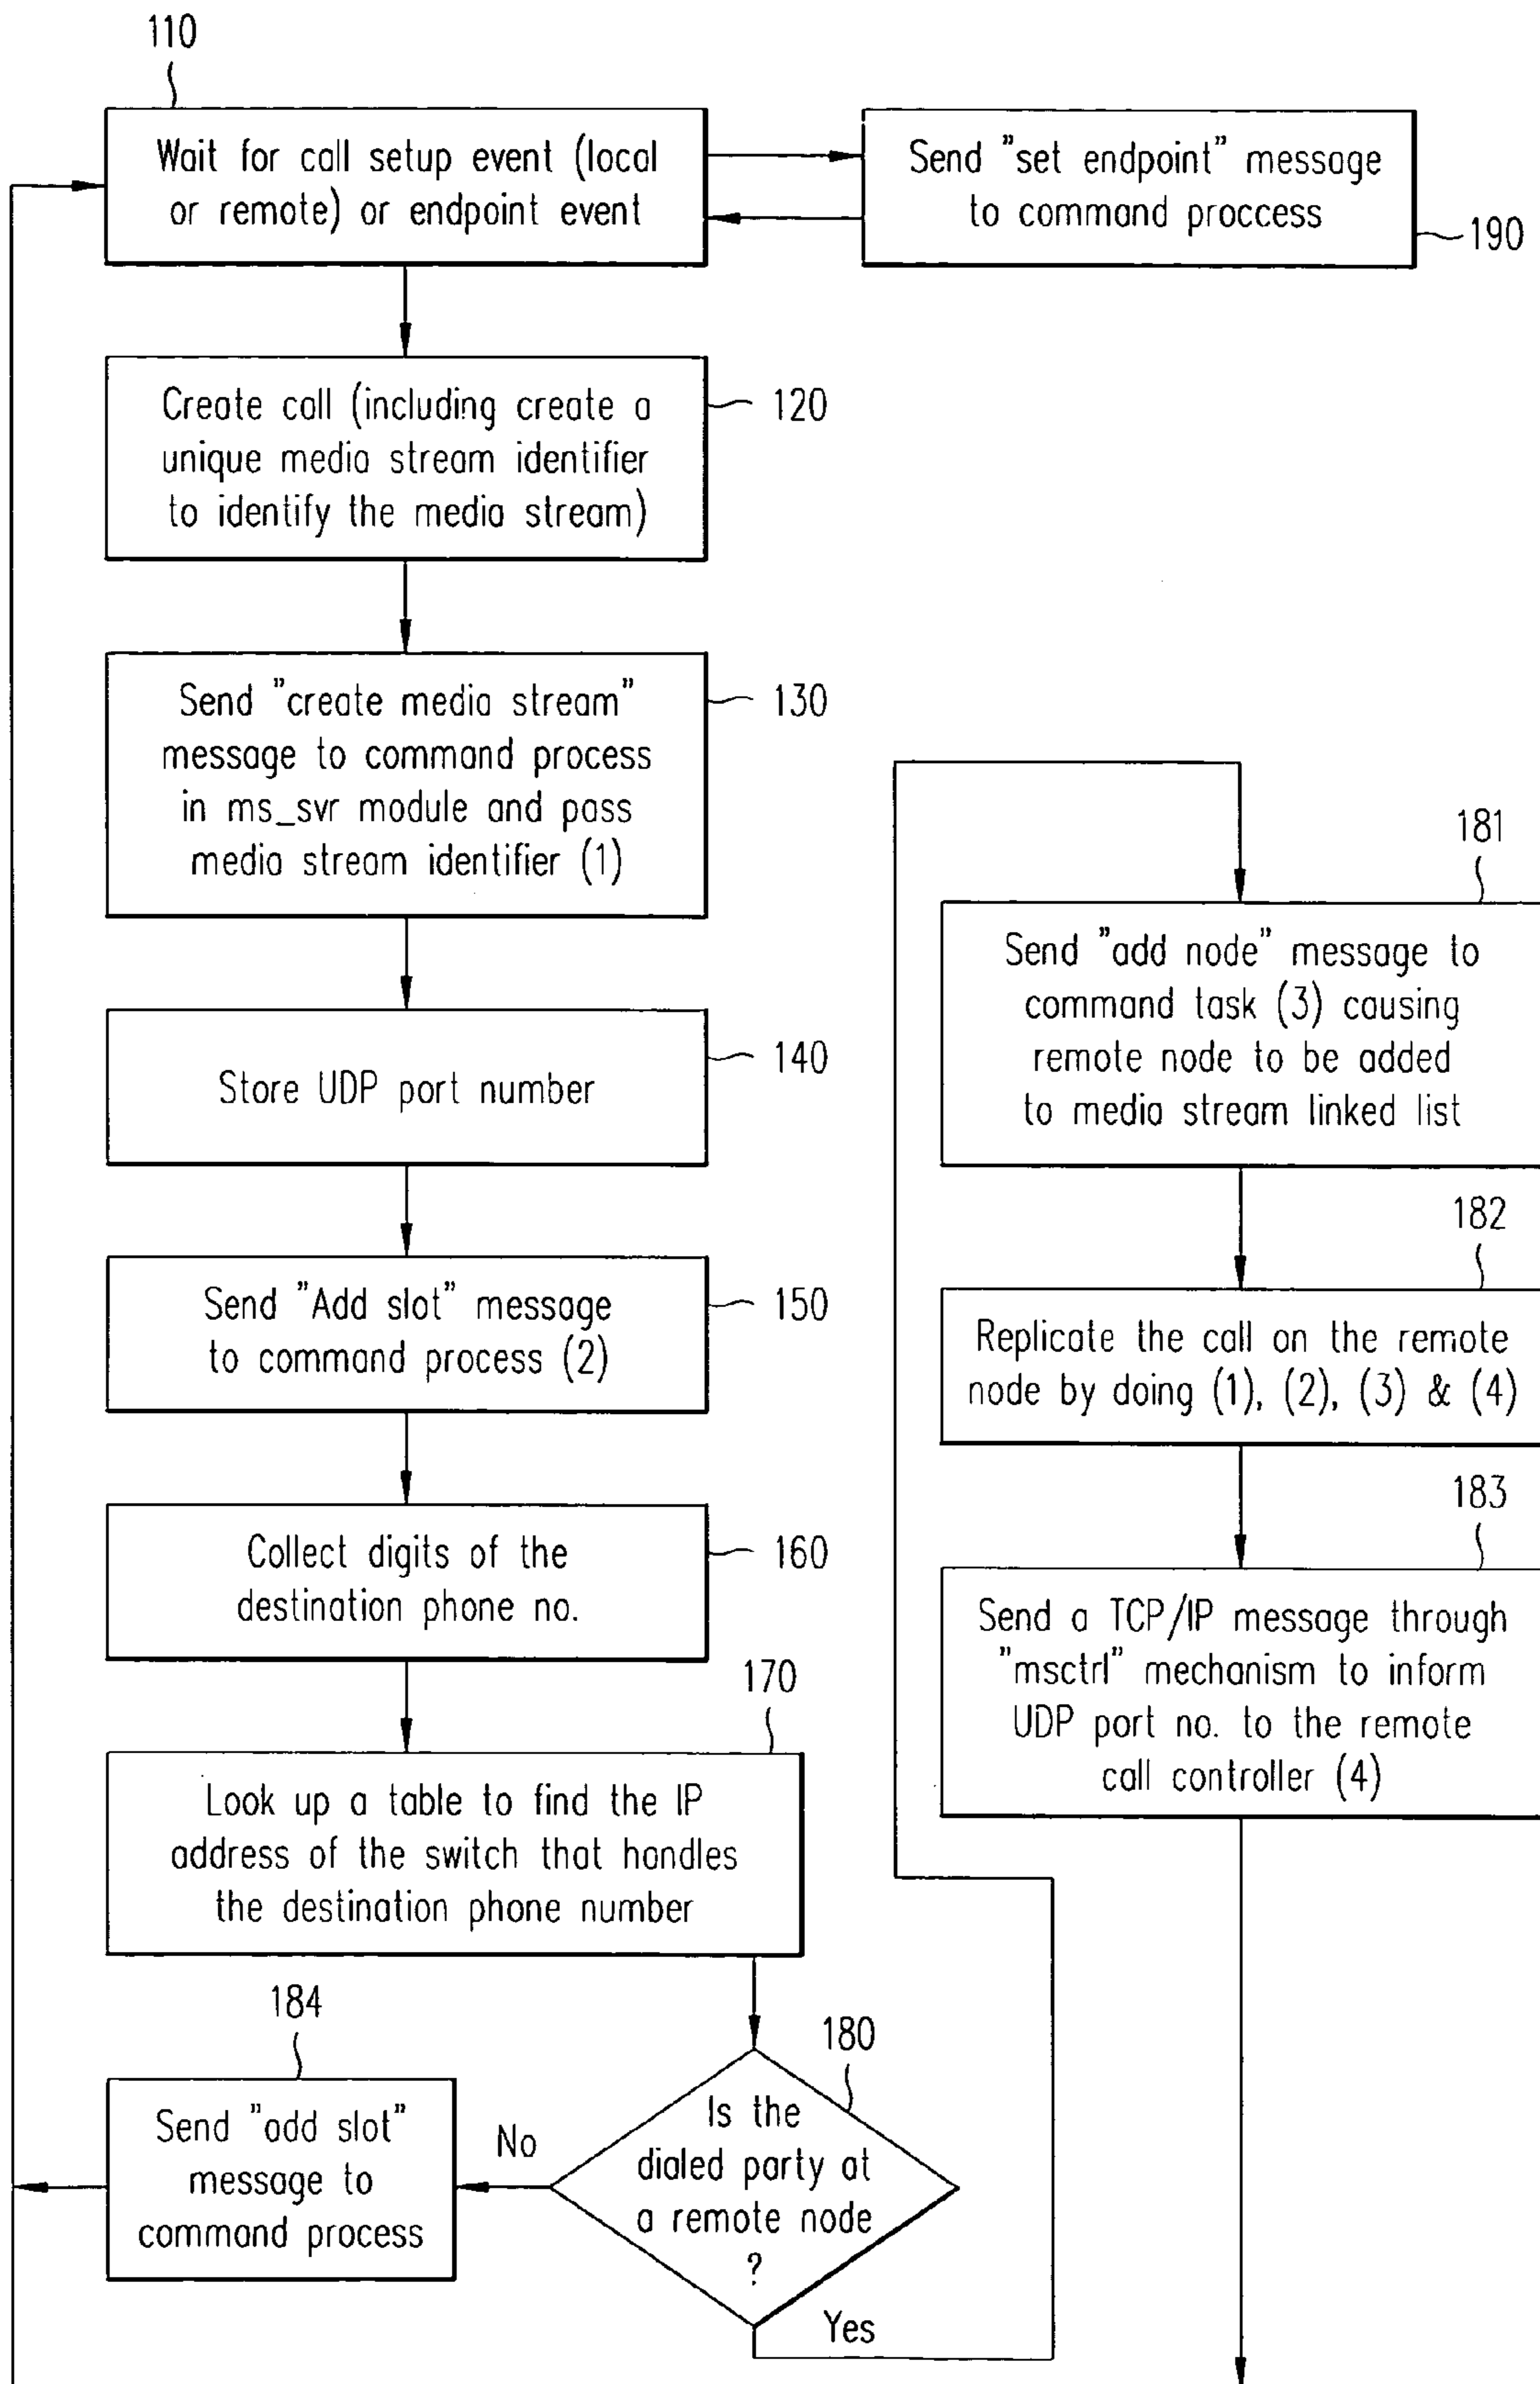 110
Wait for call setup event (local
or remote) or endpoint event
Send "set endpoint" message
to command proccess
190
Create call (including create a
unique media stream identifier
to identify the media stream)
120
Send "create media stream"
message to command process
in ms_svr module and pass
media stream identifier (1)
130
Store UDP port number
140
Send "Add slot" message
to command process (2)
150
Collect digits of the
destination phone no.
160
170
Look up a table to find the IP
address of the switch that handles
the destination phone number
180
Is the
dialed party at
a remote node
?
No
Yes
184
Send "add slot"
message to
command process
181
Send "add node" message to
command task (3) causing
remote node to be added
to media stream linked list
182
Replicate the call on the remote
node by doing (1), (2), (3) & (4)
183
Send a TCP/IP message through
"msctrl" mechanism to inform
UDP port no. to the remote
call controller (4)